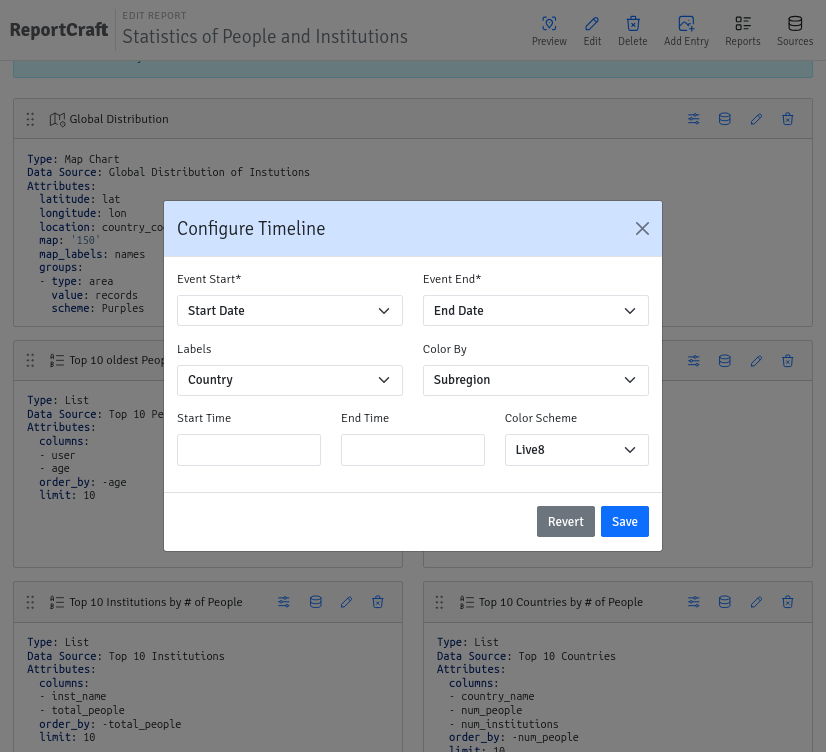 ReportCraft
EDIT REPORT
Statistics of People and Institutions
Preview
Edit
Delete
Add Entry
Reports
Sources
Global Distribution
Type: Map Chart
Data Source: Global Distribution of Instutions
Attributes:
latitude: lat
longitude: lon
location: country_co
map: '150'
map_labels: names
groups:
- type: area
value: records
scheme: Purples
Configure Timeline
Event Start*
Event End*
Start Date
End Date
Labels
Color By
Country
Subregion
Start Time
End Time
Color Scheme
Live8
Revert
Save
Top 10 oldest Peop
Type: List
Data Source: Top 10 Pe
Attributes:
columns:
- user
- age
order_by: -age
limit: 10
Top 10 Institutions by # of People
Type: List
Data Source: Top 10 Institutions
Attributes:
columns:
- inst_name
- total_people
order_by: -total_people
limit: 10
Top 10 Countries by # of People
Type: List
Data Source: Top 10 Countries
Attributes:
columns:
- country_name
- num_people
- num_institutions
order_by: -num_people
limit: 10